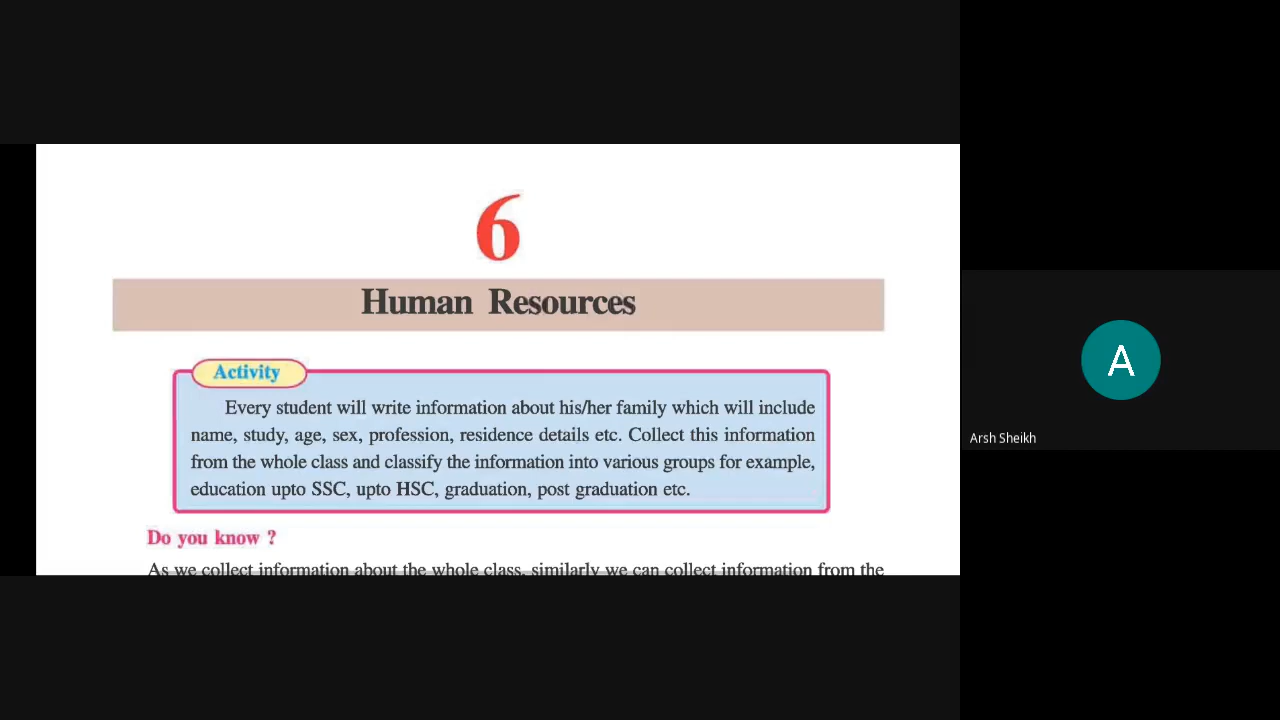 6
Human Resources
Activity
Every student will write information about his/her family which will include
name, study, age, sex, profession, residence details etc. Collect this information
from the whole class and classify the information into various groups for example,
education upto SSC, upto HSC, graduation, post graduation etc.
Do you know ?
As we collect information about the whole class, similarly we can collect information from the
A
Arsh Sheikh